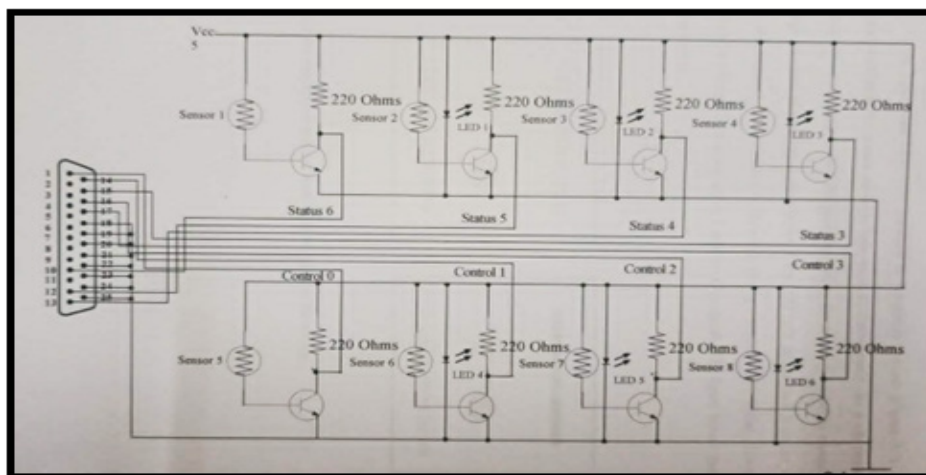 Vcc
5
220 Ohms
220 Ohms
220 Ohms
220 Ohms
Sensor 1
Sensor 2
LED 1
Sensor 3
LED 2
Sensor 4
LED 3
1
2
3
4
5
6
7
8
9
10
11
12
13
14
15
16
17
18
19
20
21
22
23
24
25
Status 6
Status 5
Status 4
Status 3
Control 0
Control 1
Control 2
Control 3
220 Ohms
220 Ohms
220 Ohms
220 Ohms
Sensor 5
Sensor 6
LED 4
Sensor 7
LED 5
Sensor 8
LED 6